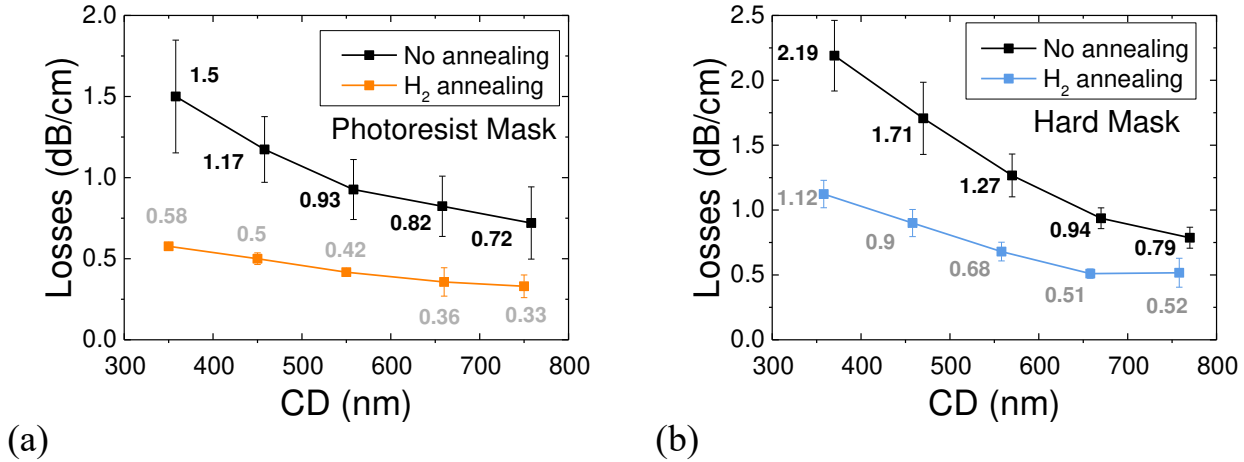 No annealing
H2 annealing
Photoresist Mask
1.5
1.17
0.93
0.82
0.72
0.58
0.5
0.42
0.36
0.33
Losses (dB/cm)
0.0
0.5
1.0
1.5
2.0
300 400 500 600 700 800
CD (nm)
(a)
No annealing
H2 annealing
Hard Mask
2.19
1.71
1.27
0.94
0.79
1.12
0.9
0.68
0.51
0.52
Losses (dB/cm)
0.0
0.5
1.0
1.5
2.0
2.5
300 400 500 600 700 800
CD (nm)
(b)